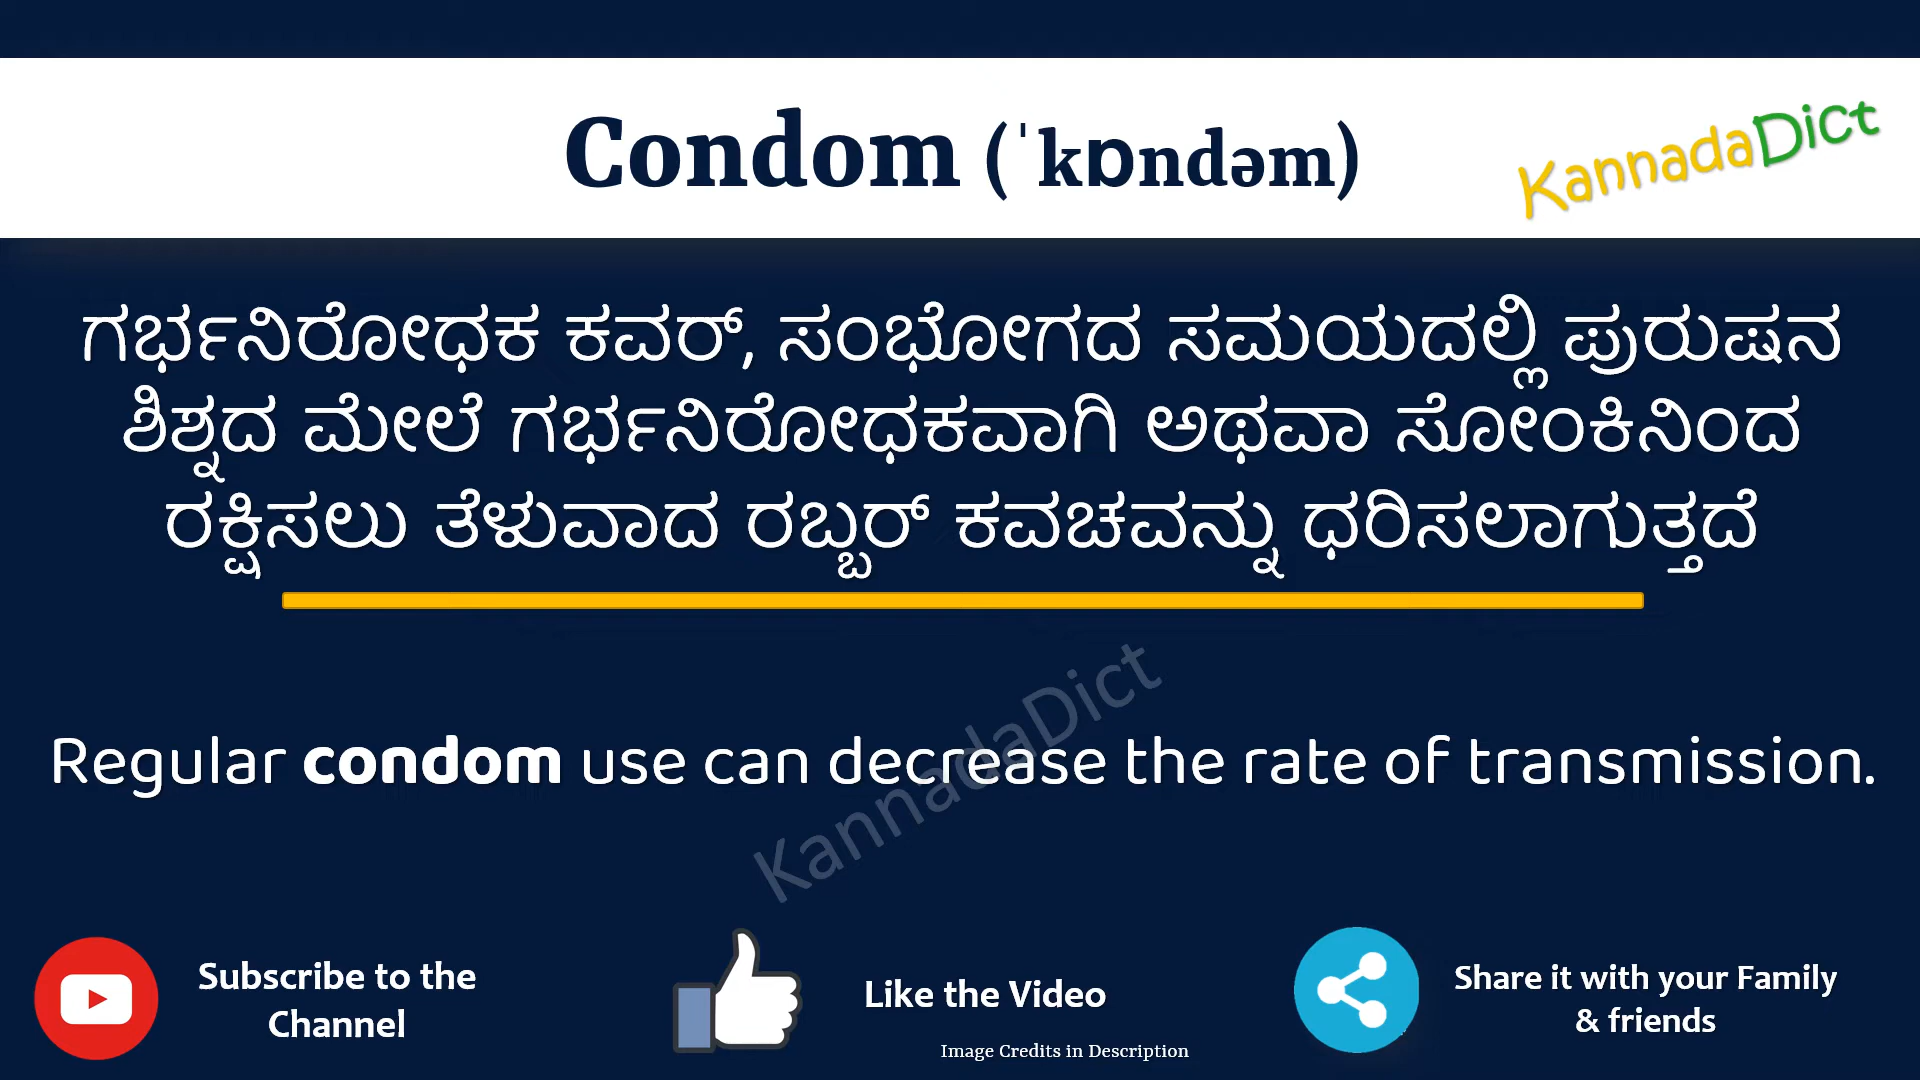 Condom (ˈkɒndəm)
KannadaDict
ಗರ್ಭನಿರೋಧಕ ಕವರ್, ಸಂಭೋಗದ ಸಮಯದಲ್ಲಿ ಪುರುಷನ
ಶಿಶ್ನದ ಮೇಲೆ ಗರ್ಭನಿರೋಧಕವಾಗಿ ಅಥವಾ ಸೋಂಕಿನಿಂದ
ರಕ್ಷಿಸಲು ತೆಳುವಾದ ರಬ್ಬರ್ ಕವಚವನ್ನು ಧರಿಸಲಾಗುತ್ತದೆ
KannadaDict
Regular condom use can decrease the rate of transmission.
Subscribe to the
Channel
Like the Video
Image Credits in Description
Share it with your Family
& friends